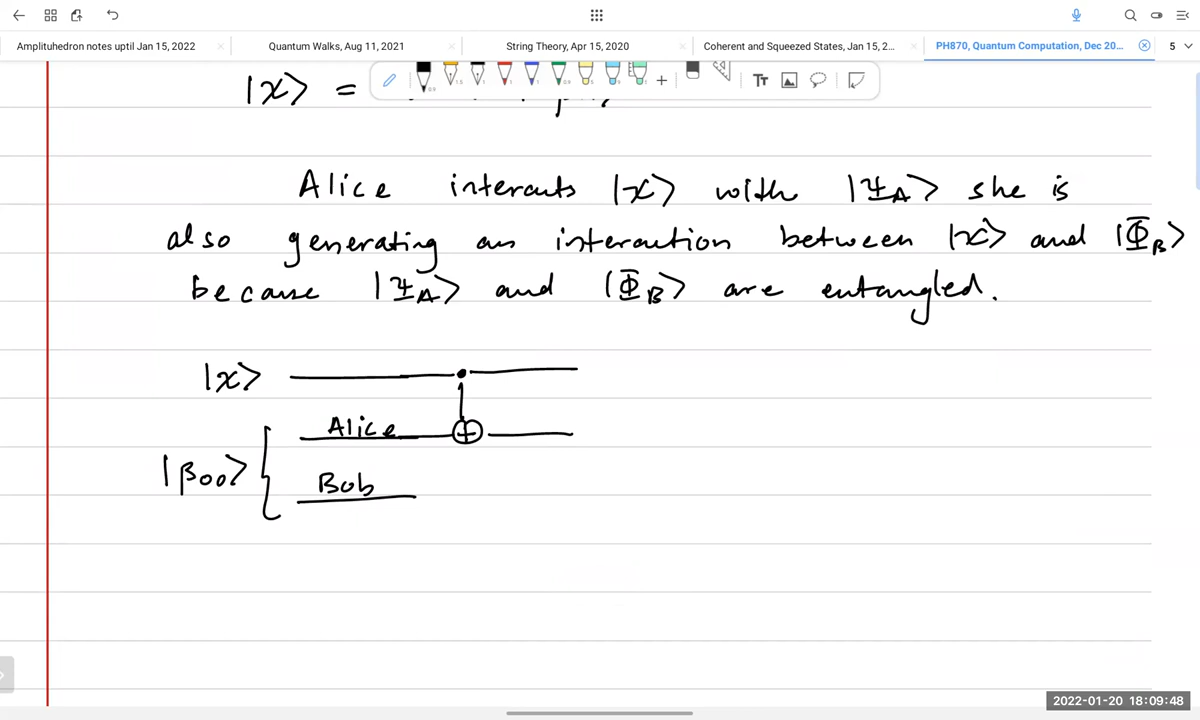 Amplituhedron notes uptil Jan 15, 2022 Quantum Walks, Aug 11, 2021 String Theory, Apr 15, 2020 Coherent and Squeezed States, Jan 15, 2... PH870, Quantum Computation, Dec 20... 5
Tт
|x> =
Alice interacts |x> with |Ψ_A> she is
also generating an interaction between |x> and |Φ_B>
because |Ψ_A> and |Φ_B> are entangled.
|x>
Alice
|β00> {
Bob
2022-01-20 18:09:48